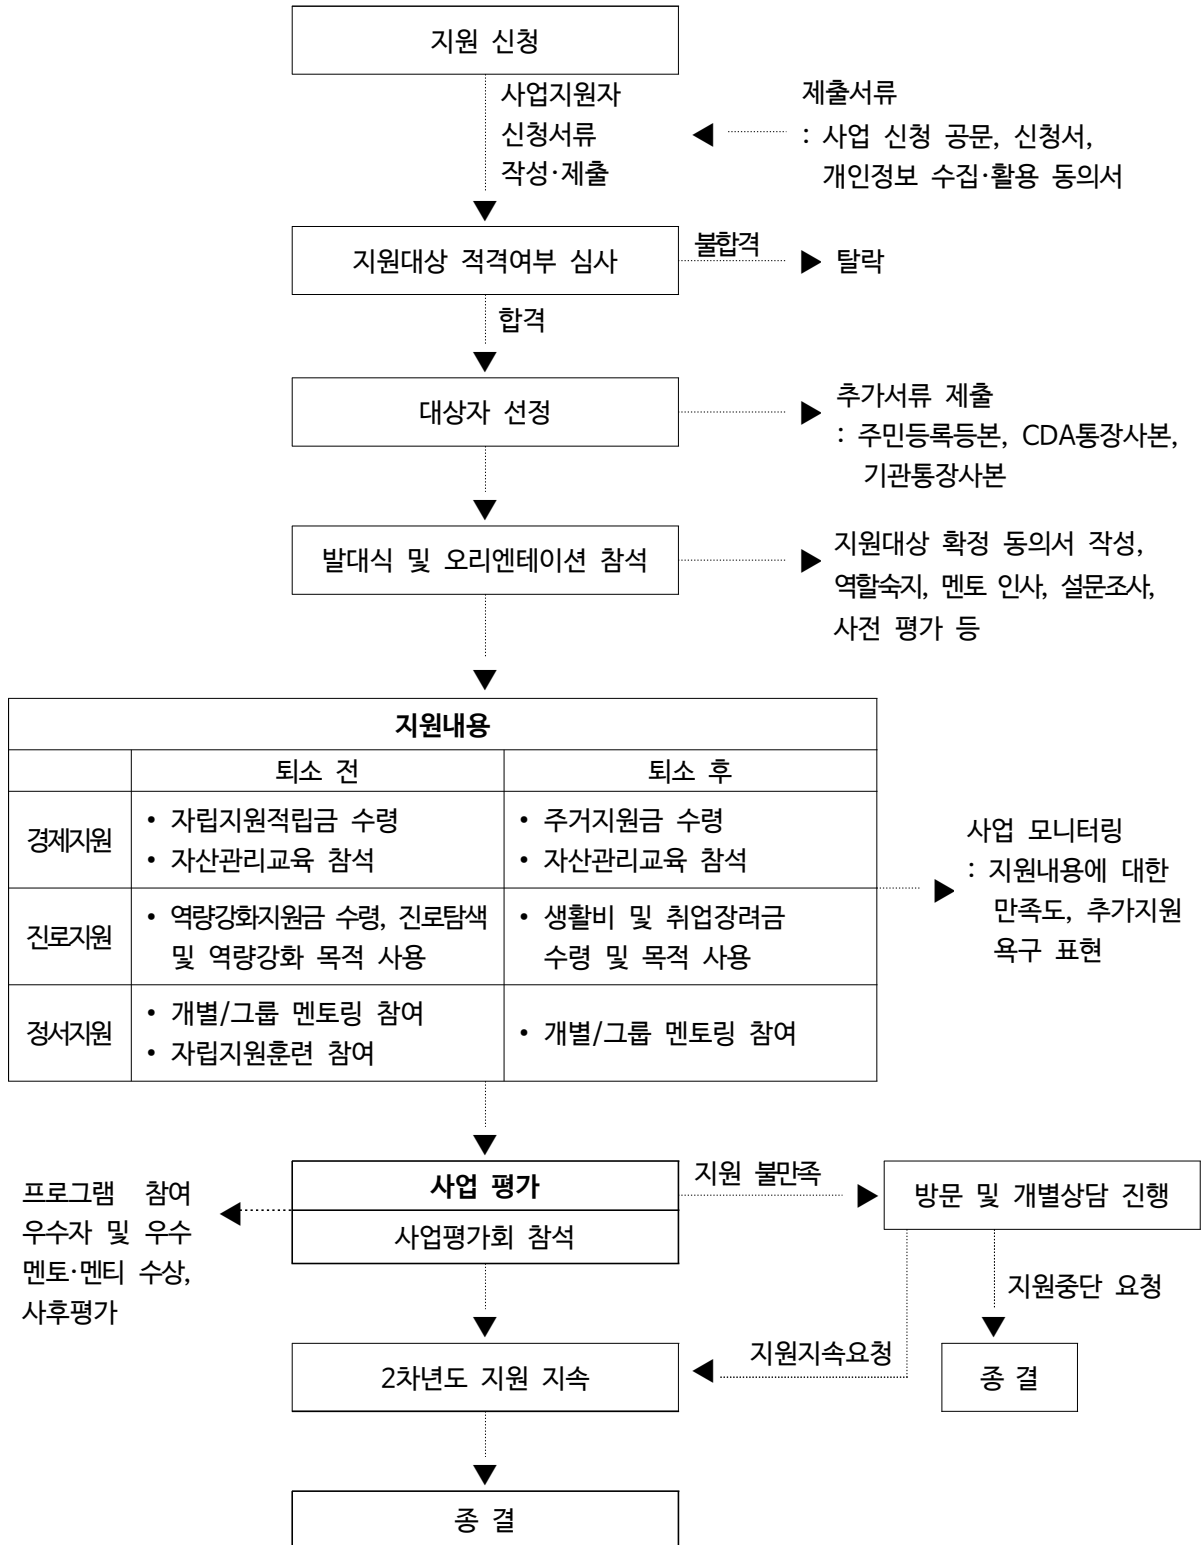 지원 신청
사업지원자
신청서류
작성·제출
제출서류
: 사업 신청 공문, 신청서,
개인정보 수집·활용 동의서
지원대상 적격여부 심사
불합격
탈락
합격
대상자 선정
추가서류 제출
: 주민등록등본, CDA통장사본,
기관통장사본
발대식 및 오리엔테이션 참석
지원대상 확정 동의서 작성,
역할숙지, 멘토 인사, 설문조사,
사전 평가 등
지원내용
퇴소 전
퇴소 후
경제지원
• 자립지원적립금 수령
• 자산관리교육 참석
• 주거지원금 수령
• 자산관리교육 참석
진로지원
• 역량강화지원금 수령, 진로탐색
및 역량강화 목적 사용
• 생활비 및 취업장려금
수령 및 목적 사용
정서지원
• 개별/그룹 멘토링 참여
• 자립지원훈련 참여
• 개별/그룹 멘토링 참여
사업 모니터링
: 지원내용에 대한
만족도, 추가지원
욕구 표현
사업 평가
사업평가회 참석
지원 불만족
방문 및 개별상담 진행
프로그램 참여
우수자 및 우수
멘토·멘티 수상,
사후평가
지원중단 요청
지원지속요청
2차년도 지원 지속
종 결
종 결